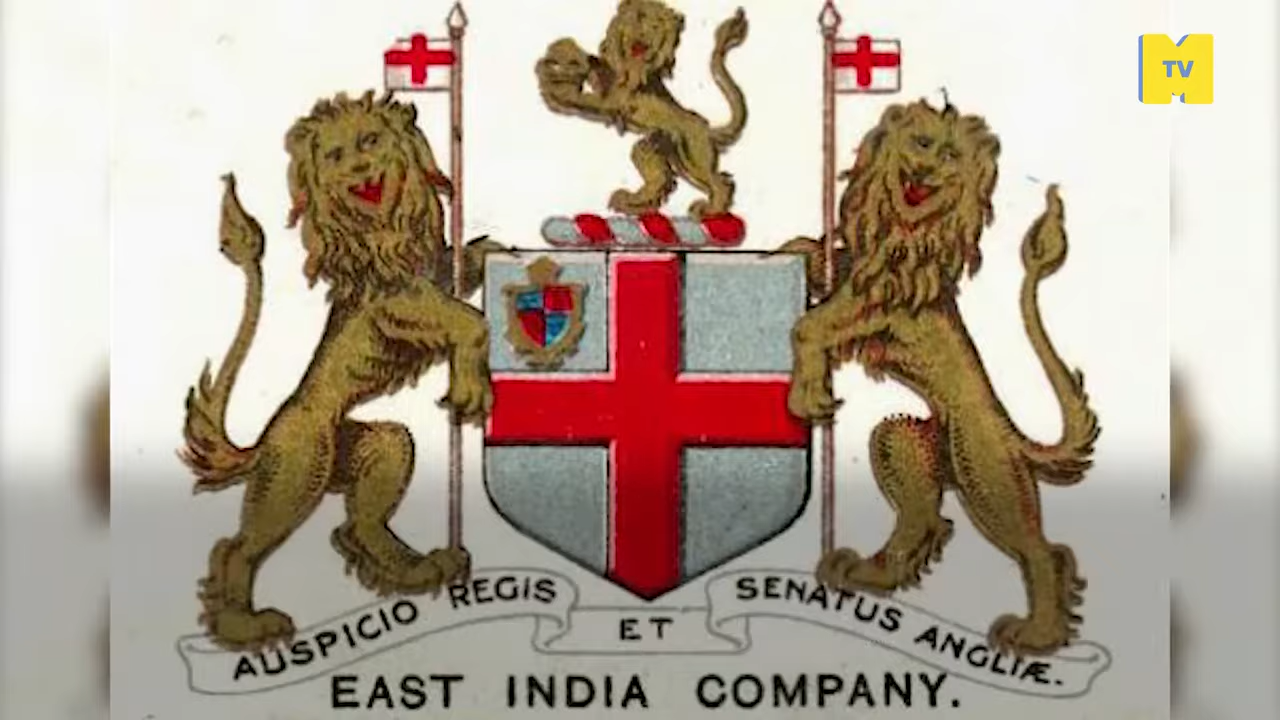 M
TV
AUSPICIO REGIS ET SENATUS ANGLIÆ.
EAST INDIA COMPANY.